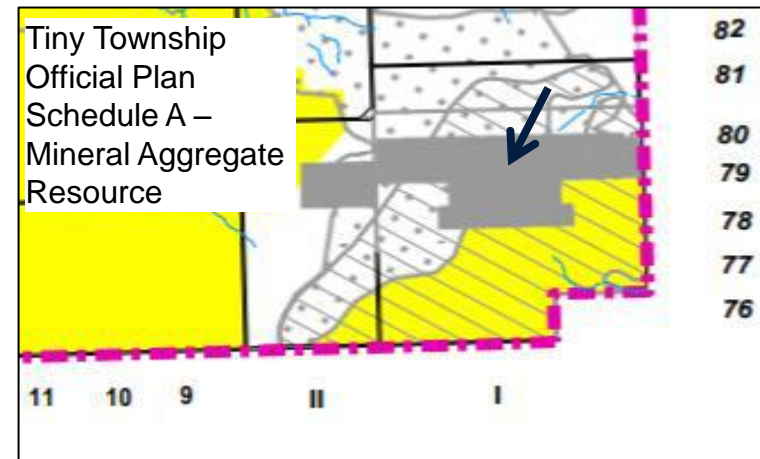 Tiny Township
Official Plan
Schedule A –
Mineral Aggregate
Resource
82
81
80
79
78
77
76
11 10 9 II I